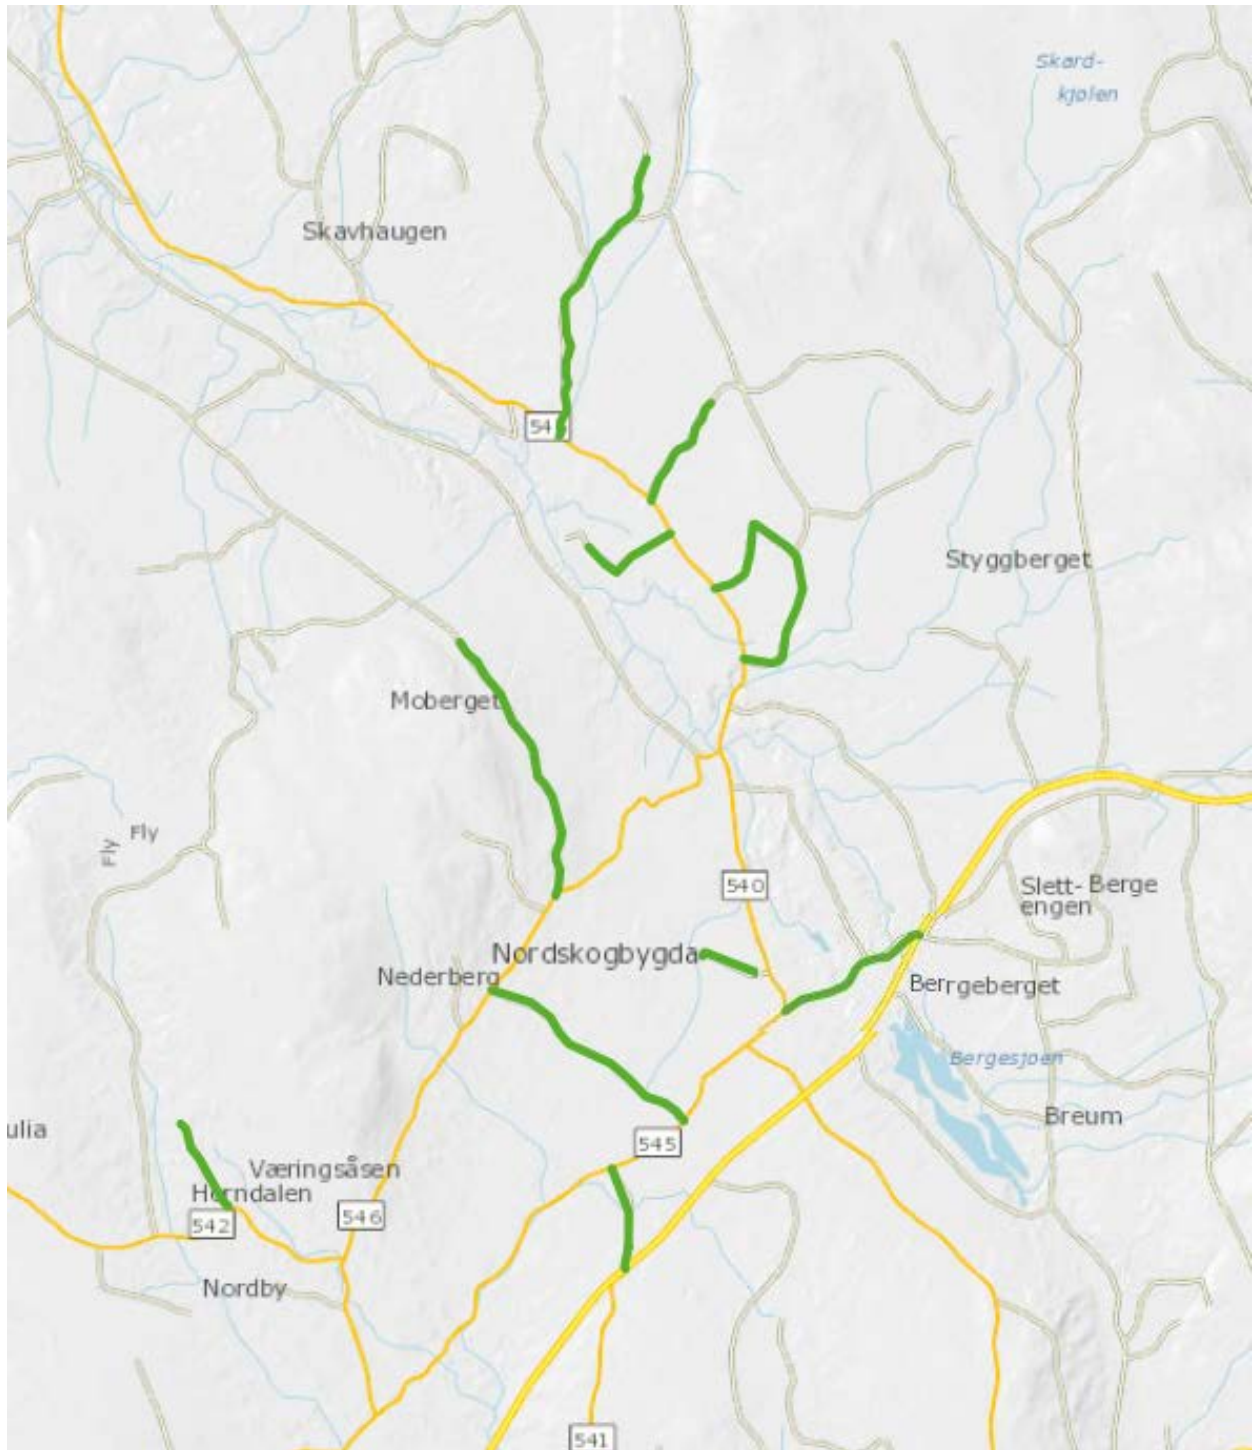 Skard-
kjølen
Skavhaugen
54
Styggberget
Moberget
Fly
Fly
540
Slett-
engen
Berge
Nordskogbygda
Nederberg
Berrgeberget
Bergesjøen
Breum
ulia
545
Væringsåsen
Horndalen
542
546
Nordby
541